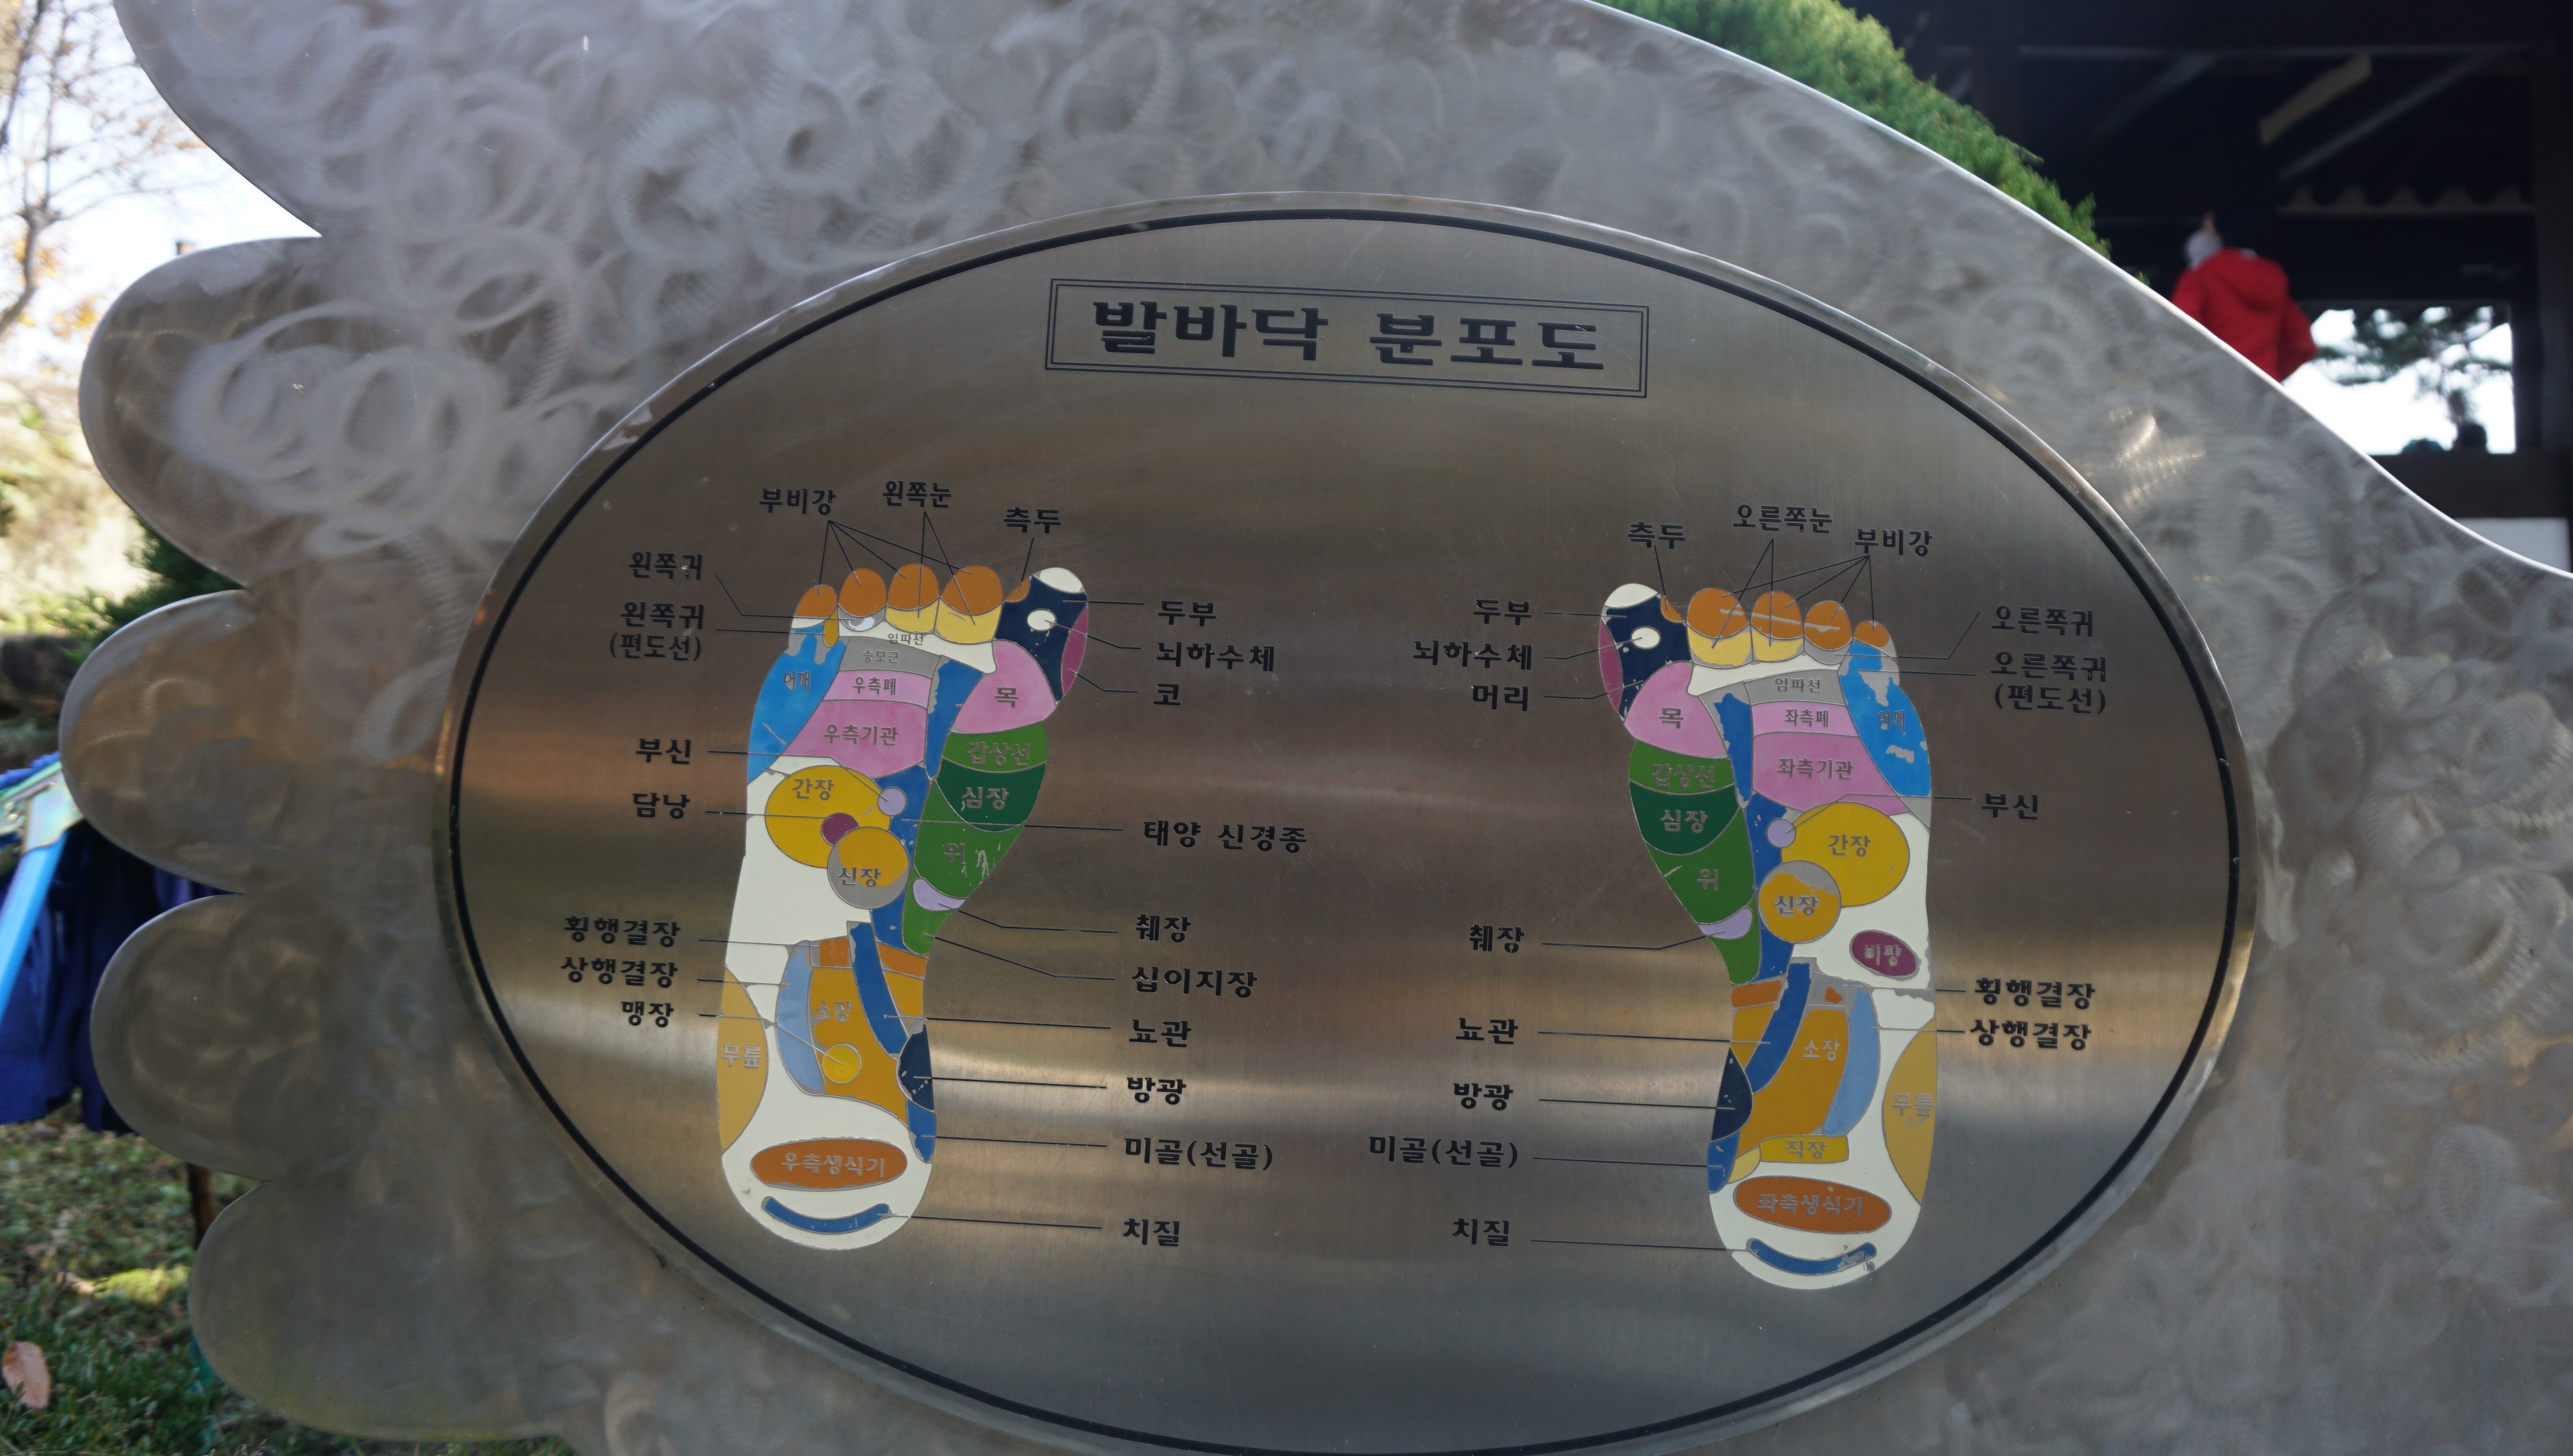 발바닥 분포도
부비강
왼쪽눈
측두
왼쪽귀
왼쪽귀
(편도선)
두부
뇌하수체
코
임파선
승모근
어깨
우측폐
목
우측기관
갑상선
부신
간장
심장
담낭
태양 신경종
위
신장
췌장
횡행결장
십이지장
상행결장
맹장
소장
뇨관
무릎
방광
미골(선골)
우측생식기
치질
측두
오른쪽눈
부비강
두부
뇌하수체
머리
오른쪽귀
오른쪽귀
(편도선)
임파선
목
좌측폐
어깨
갑상선
좌측기관
부신
심장
간장
위
신장
췌장
비장
횡행결장
뇨관
상행결장
소장
방광
무릎
미골(선골)
직장
좌측생식기
치질